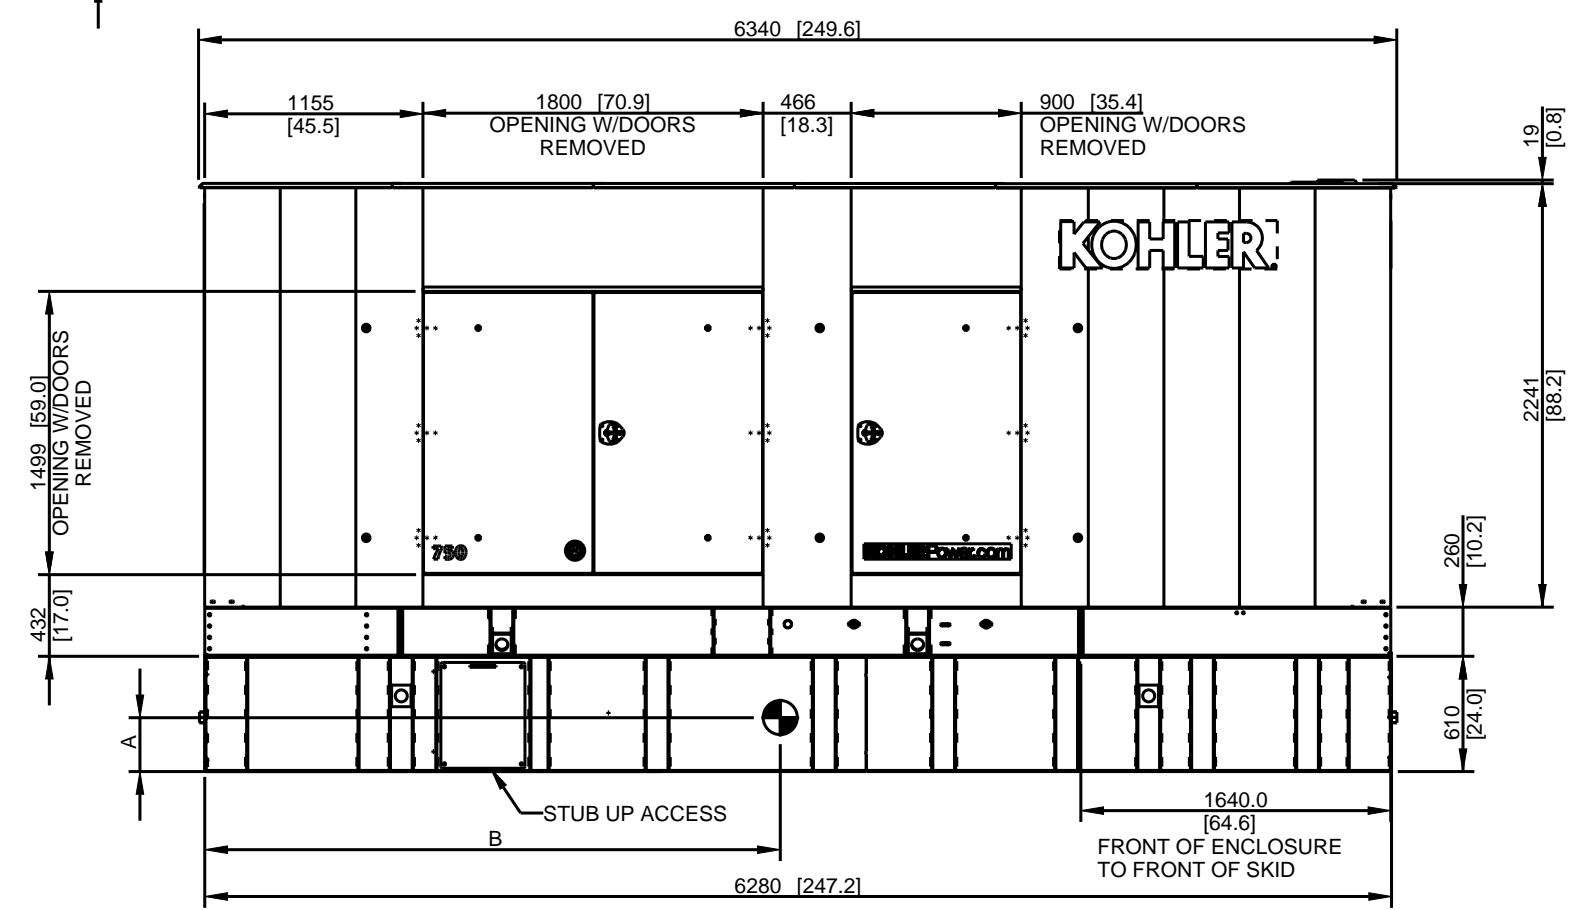 6340 [249.6]
1155
[45.5]
1800 [70.9]
OPENING W/DOORS
REMOVED
466
[18.3]
900 [35.4]
OPENING W/DOORS
REMOVED
19
[0.8]
KOHLER
1499 [59.0]
OPENING W/DOORS
REMOVED
2241
[88.2]
750
KOHLERPower.com
432
[17.0]
260
[10.2]
A
610
[24.0]
STUB UP ACCESS
B
1640.0
[64.6]
FRONT OF ENCLOSURE
TO FRONT OF SKID
6280 [247.2]